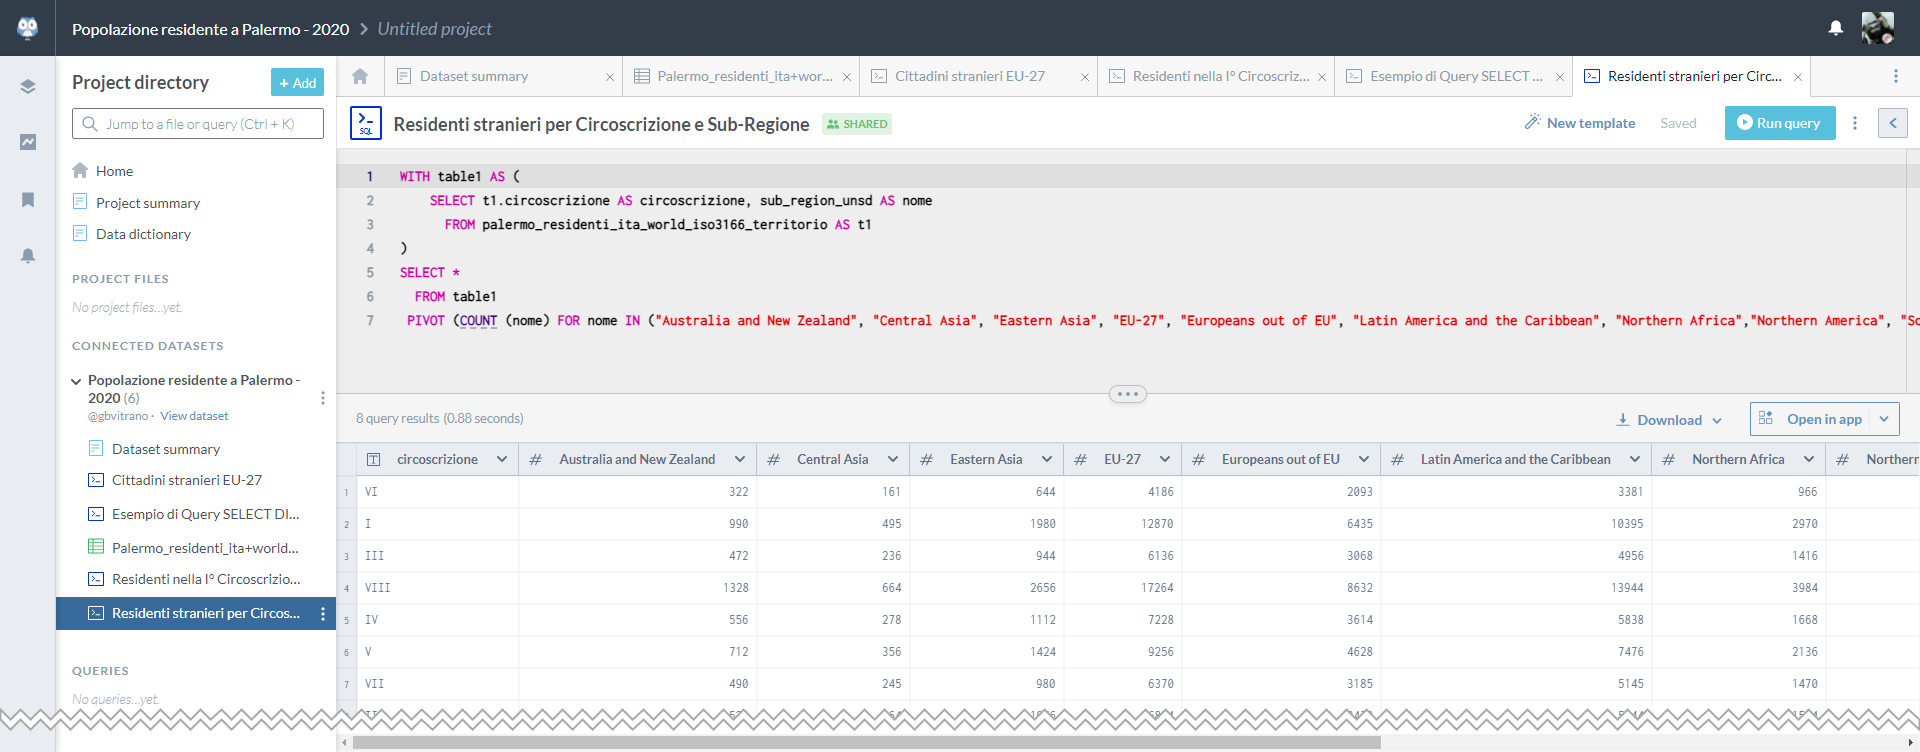 Popolazione residente a Palermo - 2020 > Untitled project
Project directory
+ Add
Jump to a file or query (Ctrl + K)
Home
Project summary
Data dictionary
PROJECT FILES
No project files...yet.
CONNECTED DATASETS
Popolazione residente a Palermo -
2020 (6)
@gbvitrano · View dataset
Dataset summary
Cittadini stranieri EU-27
Esempio di Query SELECT DI...
Palermo_residenti_ita+world...
Residenti nella I° Circoscrizio...
Residenti stranieri per Circos...
QUERIES
No queries...yet.
Dataset summary
Palermo_residenti_ita+wor...
Cittadini stranieri EU-27
Residenti nella I° Circoscriz...
Esempio di Query SELECT ...
Residenti stranieri per Circ...
SQL
Residenti stranieri per Circoscrizione e Sub-Regione
SHARED
New template
Saved
Run query
1 WITH table1 AS (
2 SELECT t1.circoscrizione AS circoscrizione, sub_region_unsd AS nome
3 FROM palermo_residenti_ita_world_iso3166_territorio AS t1
4 )
5 SELECT *
6 FROM table1
7 PIVOT (COUNT (nome) FOR nome IN ("Australia and New Zealand", "Central Asia", "Eastern Asia", "EU-27", "Europeans out of EU", "Latin America and the Caribbean", "Northern Africa","Northern America", "So
8 query results (0.88 seconds)
Download
Open in app
circoscrizione # Australia and New Zealand # Central Asia # Eastern Asia # EU-27 # Europeans out of EU # Latin America and the Caribbean # Northern Africa # Northern
1 VI 322 161 644 4186 2093 3381 966
2 I 990 495 1980 12870 6435 10395 2970
3 III 472 236 944 6136 3068 4956 1416
4 VIII 1328 664 2656 17264 8632 13944 3984
5 IV 556 278 1112 7228 3614 5838 1668
6 V 712 356 1424 9256 4628 7476 2136
7 VII 490 245 980 6370 3185 5145 1470